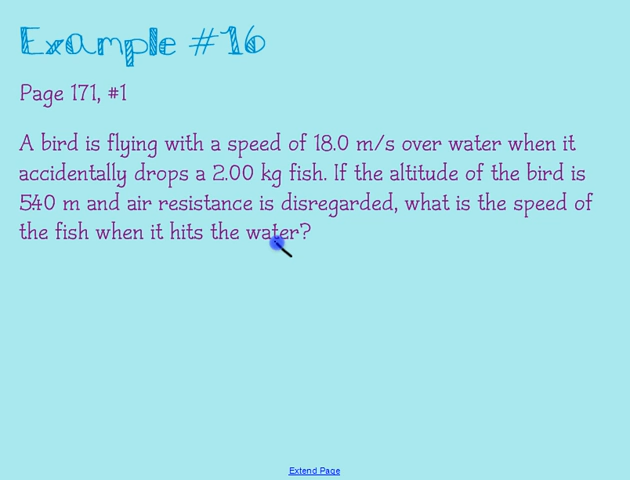 Example #16
Page 171, #1
A bird is flying with a speed of 18.0 m/s over water when it
accidentally drops a 2.00 kg fish. If the altitude of the bird is
5.40 m and air resistance is disregarded, what is the speed of
the fish when it hits the water?
Extend Page